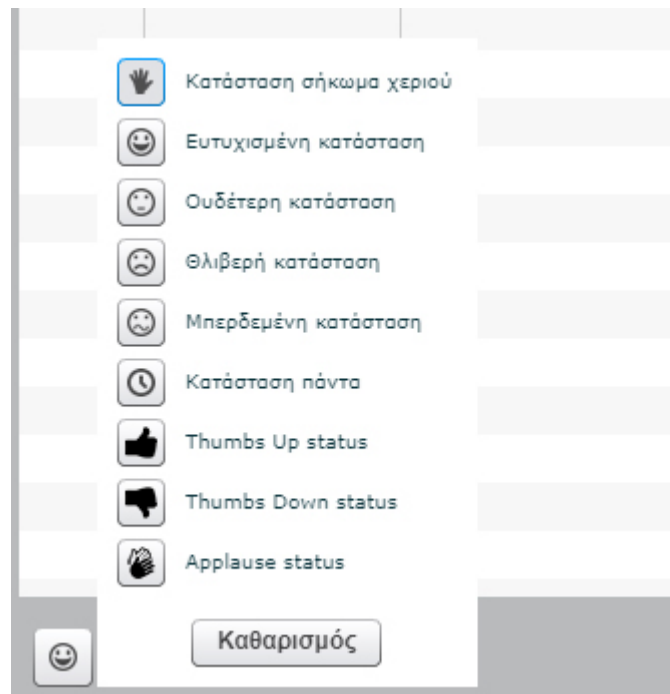 Κατάσταση σήκωμα χεριού
Ευτυχισμένη κατάσταση
Ουδέτερη κατάσταση
Θλιβερή κατάσταση
Μπερδεμένη κατάσταση
Κατάσταση πάντα
Thumbs Up status
Thumbs Down status
Applause status
Καθαρισμός